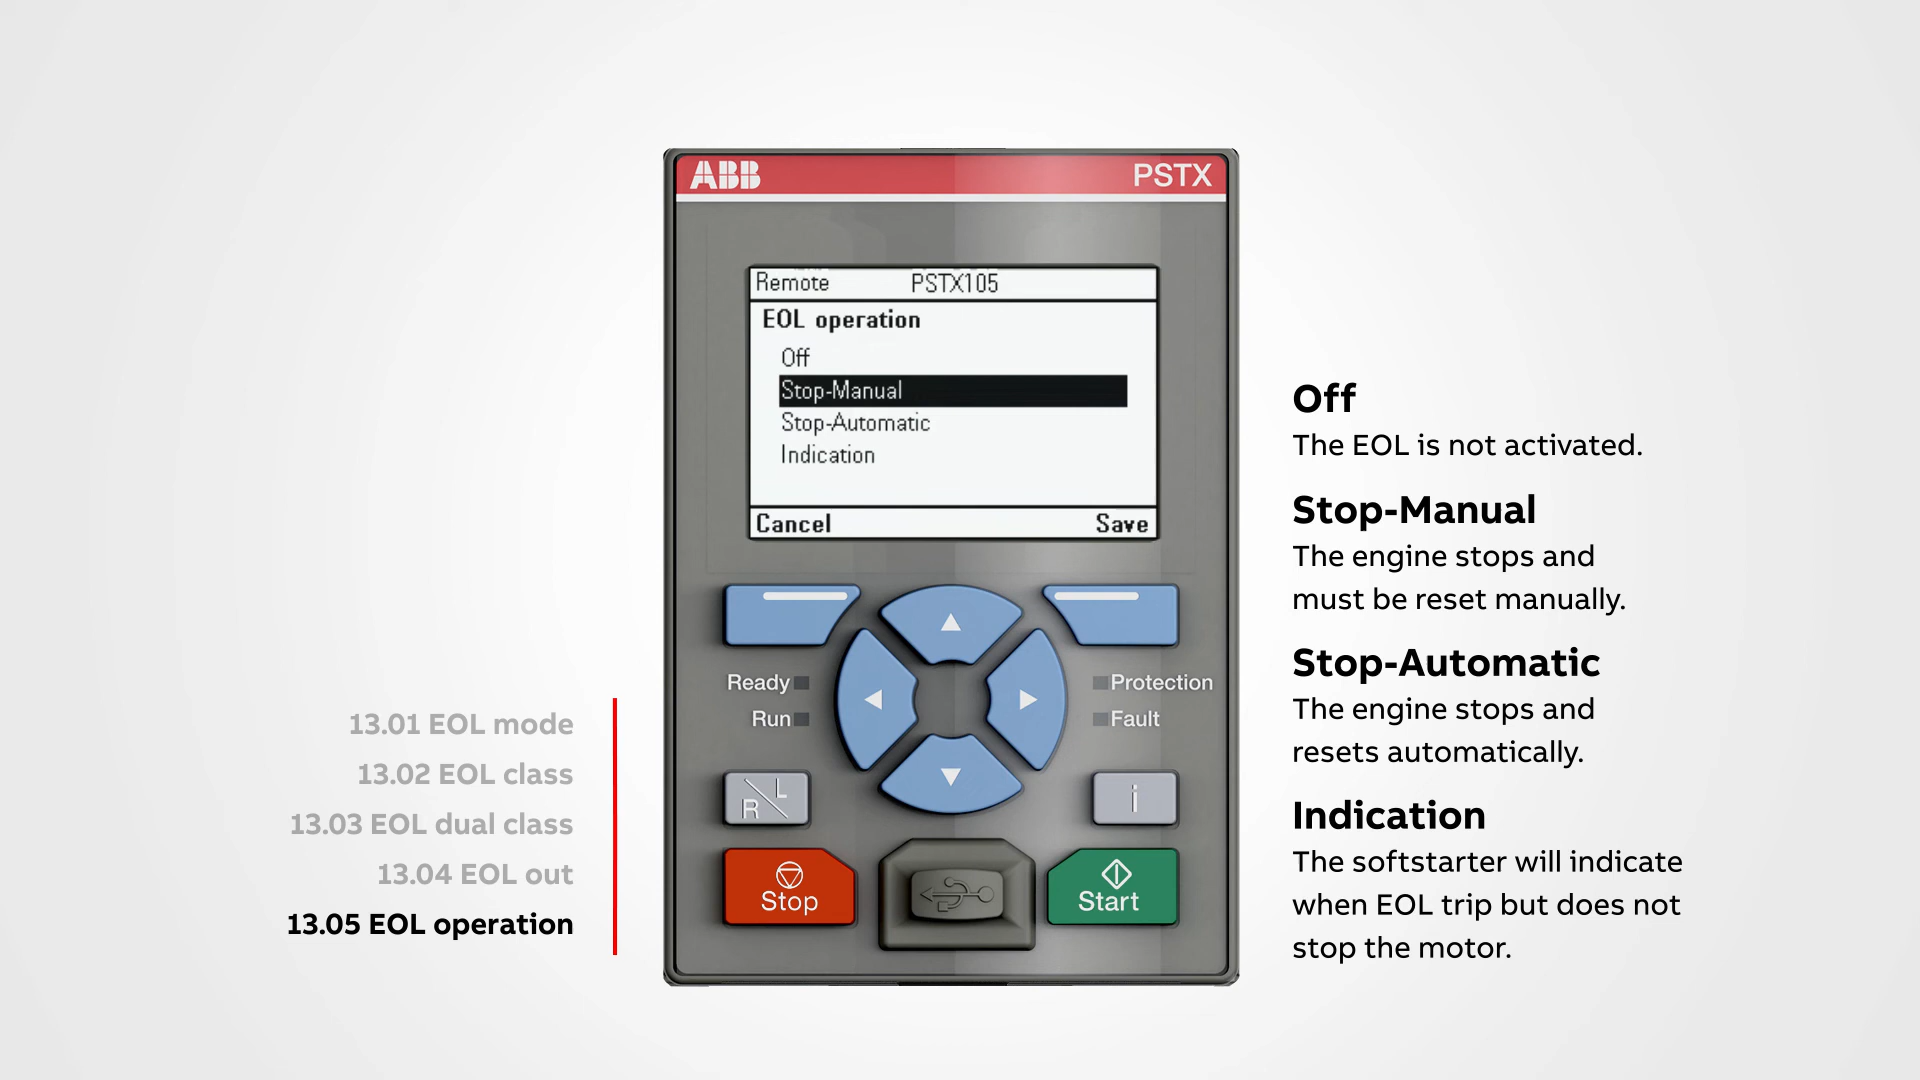 ABB PSTX
Remote PSTX105
EOL operation
Off
Stop-Manual
Stop-Automatic
Indication
Cancel Save
Ready
Run
Protection
Fault
R L
i
Stop
Start
13.01 EOL mode
13.02 EOL class
13.03 EOL dual class
13.04 EOL out
13.05 EOL operation
Off
The EOL is not activated.
Stop-Manual
The engine stops and
must be reset manually.
Stop-Automatic
The engine stops and
resets automatically.
Indication
The softstarter will indicate
when EOL trip but does not
stop the motor.